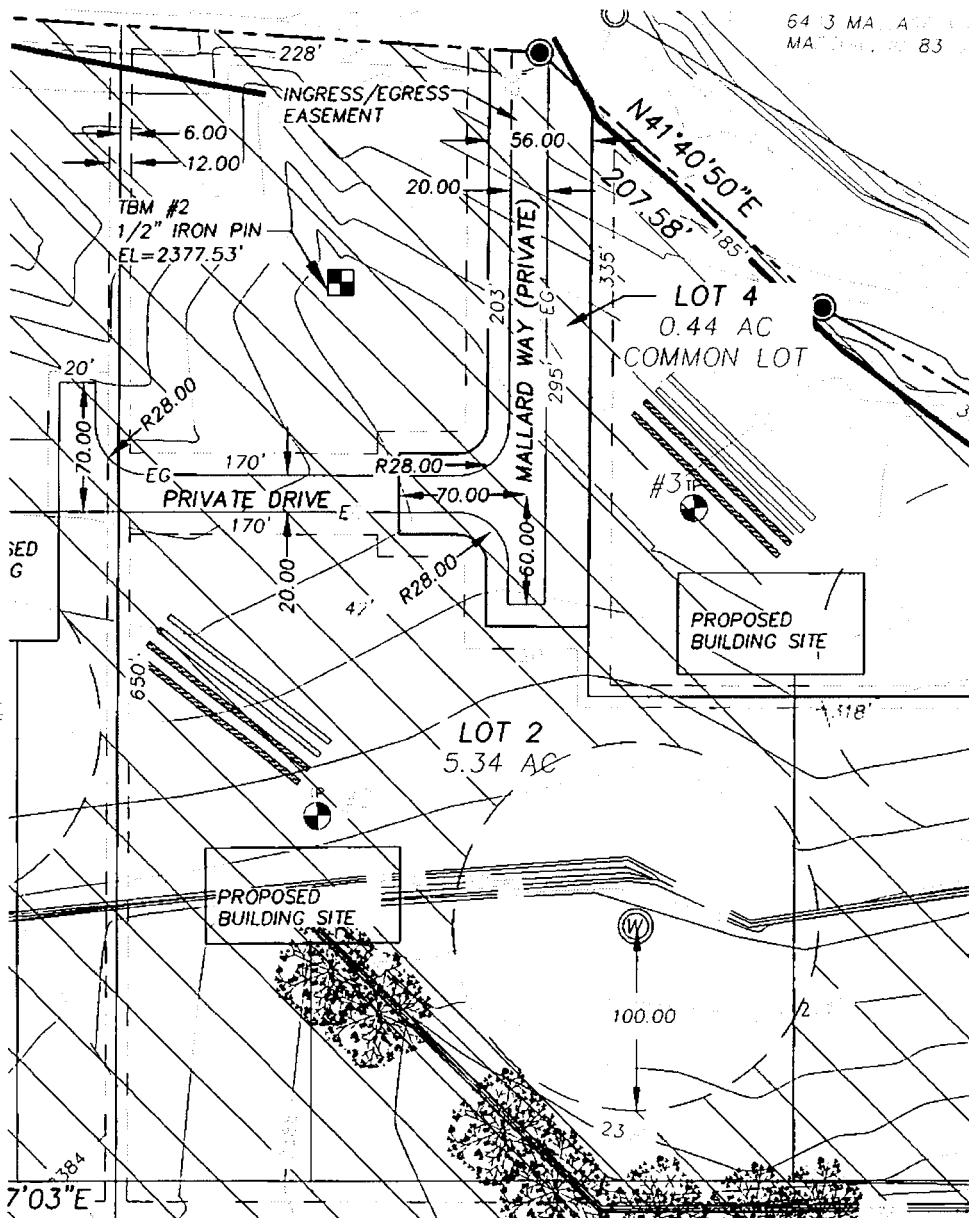 228'
INGRESS/EGRESS
EASEMENT
6.00
12.00
56.00
20.00
N41°40'50"E
207.58'
185'
TBM #2
1/2" IRON PIN
EL=2377.53'
203'
MALLARD WAY (PRIVATE)
EG
295'
335'
LOT 4
0.44 AC
COMMON LOT
20'
R28.00
70.00
EG
170'
R28.00
PRIVATE DRIVE
70.00
E
170'
20.00
R28.00
60.00
#3
TP
PROPOSED
BUILDING SITE
650'
318'
LOT 2
5.34 AC
PROPOSED
BUILDING SITE
W
100.00
23
384
7'03"E